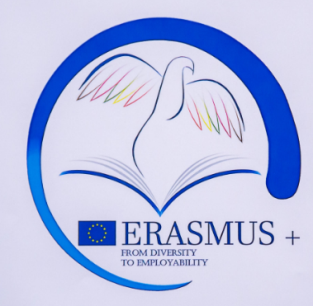 ERASMUS +
FROM DIVERSITY
TO EMPLOYABILITY